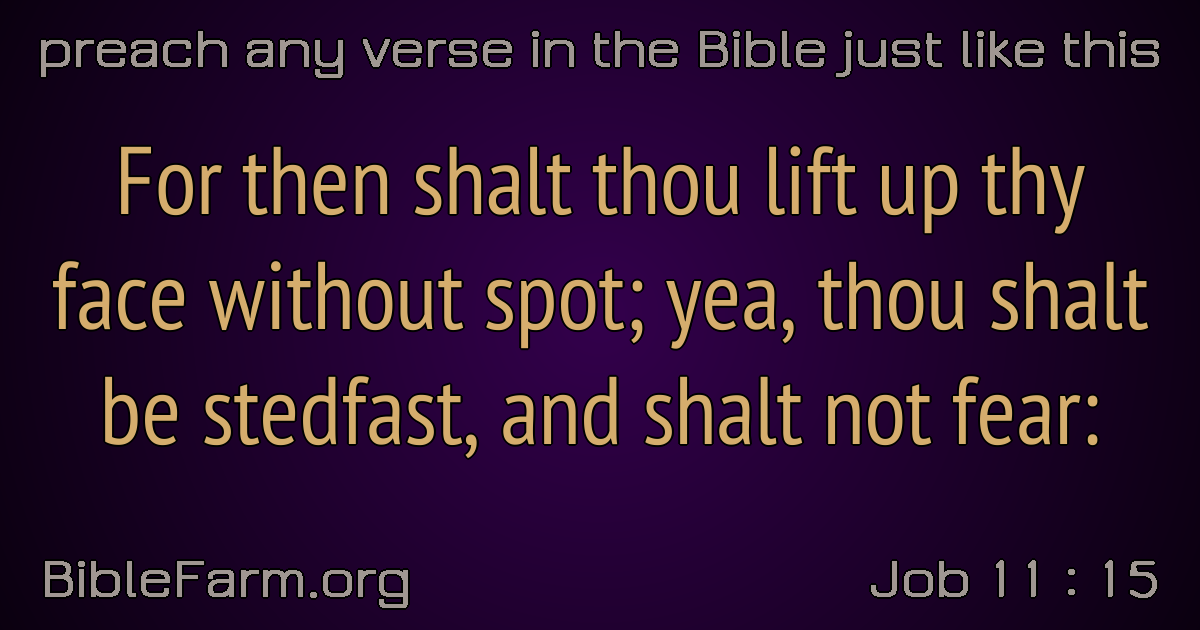 preach any verse in the Bible just like this
For then shalt thou lift up thy
face without spot; yea, thou shalt
be stedfast, and shalt not fear:
BibleFarm.org
Job 11 : 15